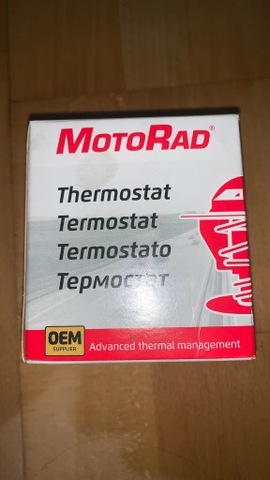 MOTORAD®
Thermostat
Termostat
Termostato
Термостат
OEM
SUPPLIER
Advanced thermal management